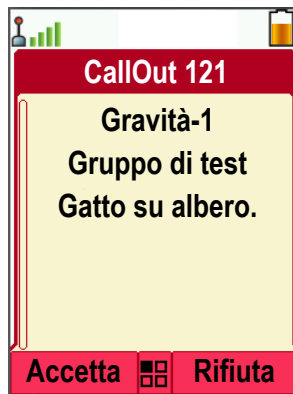 CallOut 121
Gravità-1
Gruppo di test
Gatto su albero.
Accetta Rifiuta